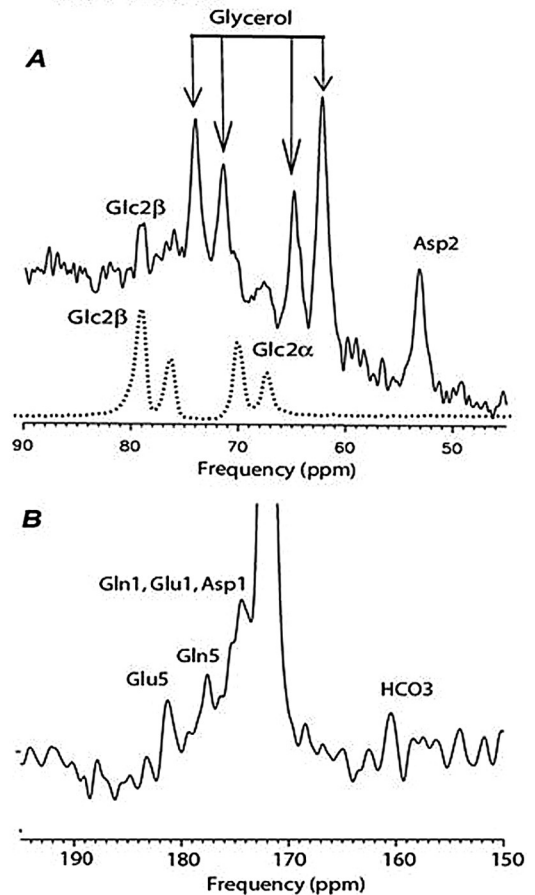 Glycerol
A
Glc2β
Asp2
Glc2β
Glc2α
90 80 70 60 50
Frequency (ppm)
B
Gln1, Glu1, Asp1
Gln5
Glu5
HCO3
190 180 170 160 150
Frequency (ppm)